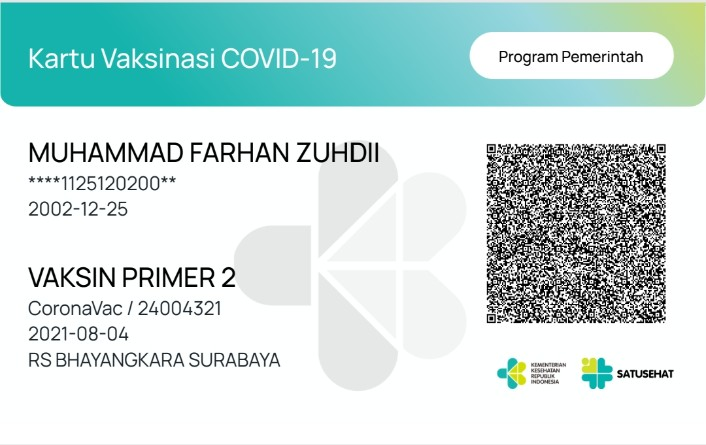 Kartu Vaksinasi COVID-19
Program Pemerintah
MUHAMMAD FARHAN ZUHDII
****1125120200**
2002-12-25
VAKSIN PRIMER 2
CoronaVac / 24004321
2021-08-04
RS BHAYANGKARA SURABAYA
KEMENTERIAN
KESEHATAN
REPUBLIK
INDONESIA
SATUSEHAT